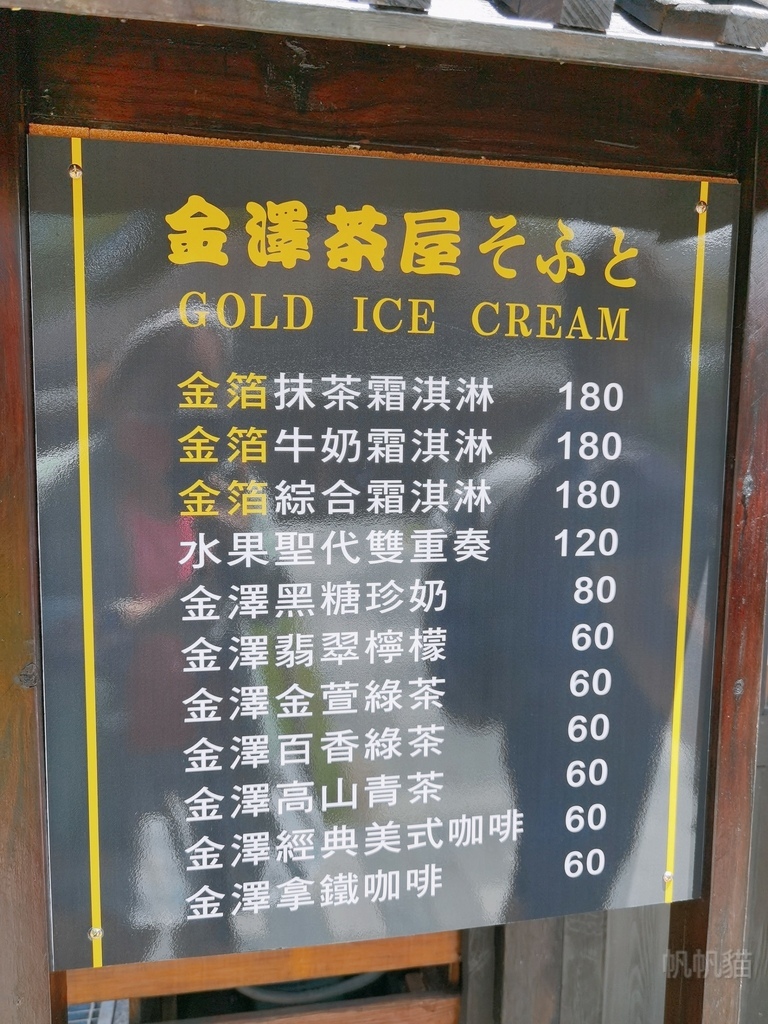 金澤茶屋そふと
GOLD ICE CREAM
金箔抹茶霜淇淋 180
金箔牛奶霜淇淋 180
金箔綜合霜淇淋 180
水果聖代雙重奏 120
金澤黑糖珍奶 80
金澤翡翠檸檬 60
金澤金萱綠茶 60
金澤百香綠茶 60
金澤高山青茶 60
金澤經典美式咖啡 60
金澤拿鐵咖啡 60
帆帆貓